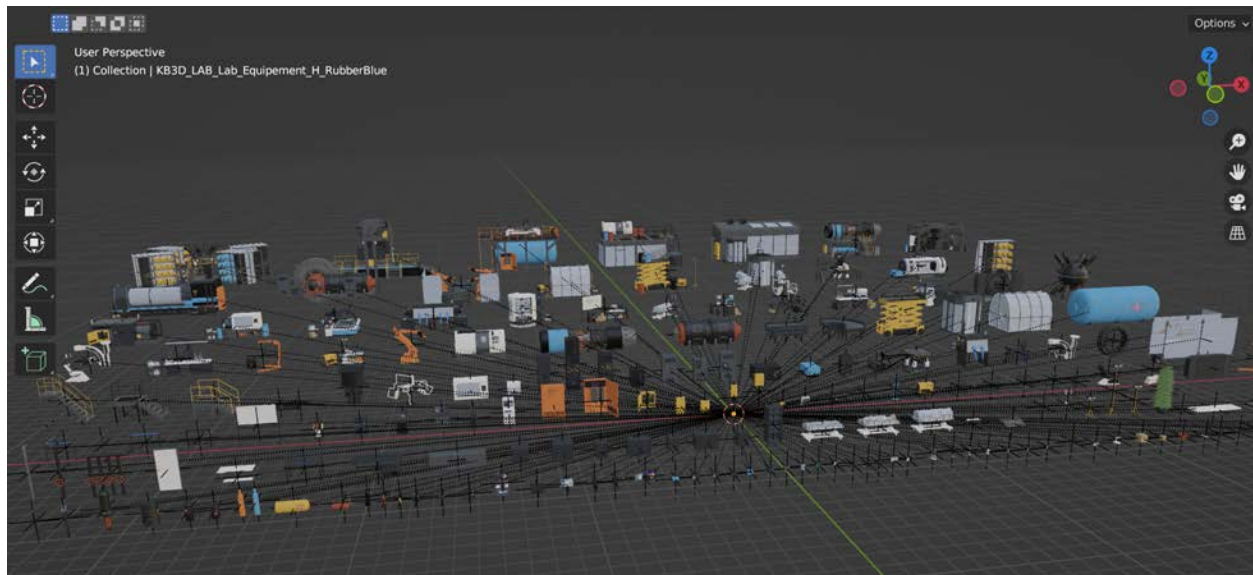 Options
User Perspective
(1) Collection | KB3D_LAB_Lab_Equipement_H_RubberBlue
Z
Y
X